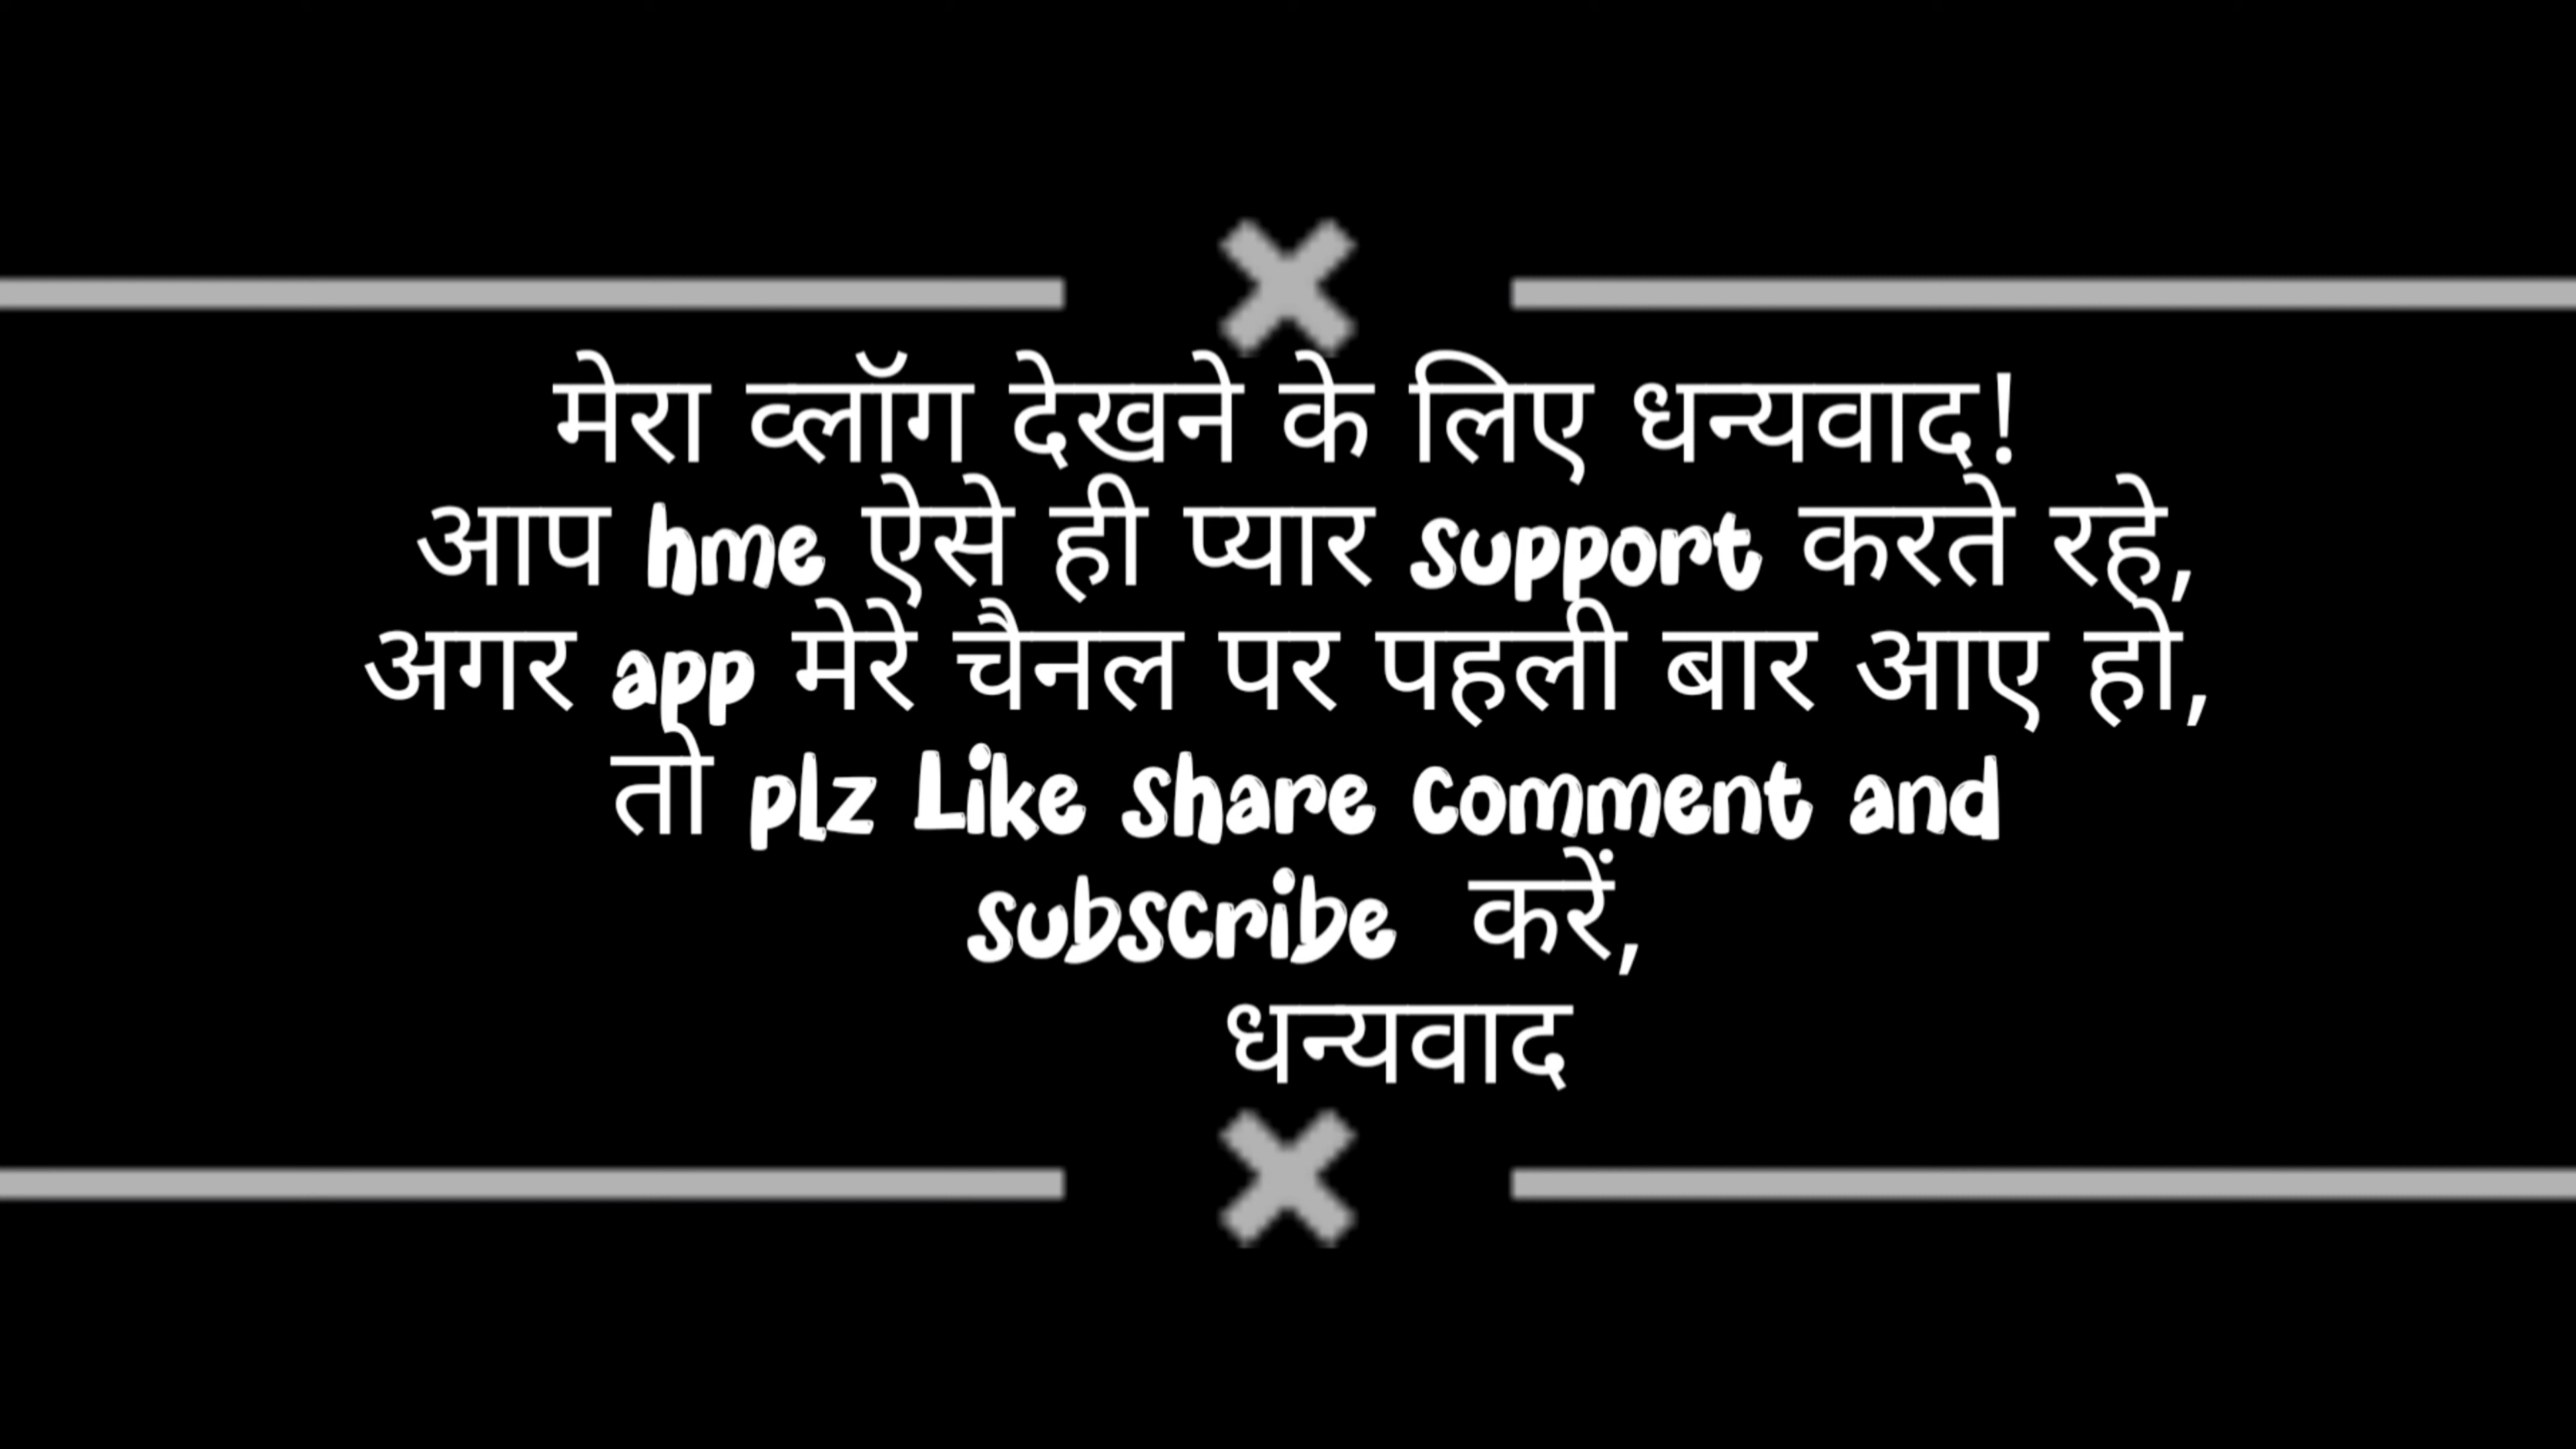 मेरा व्लॉग देखने के लिए धन्यवाद!
आप hme ऐसे ही प्यार support करते रहे,
अगर app मेरे चैनल पर पहली बार आए हो,
तो plz Like share comment and
subscribe करें,
धन्यवाद